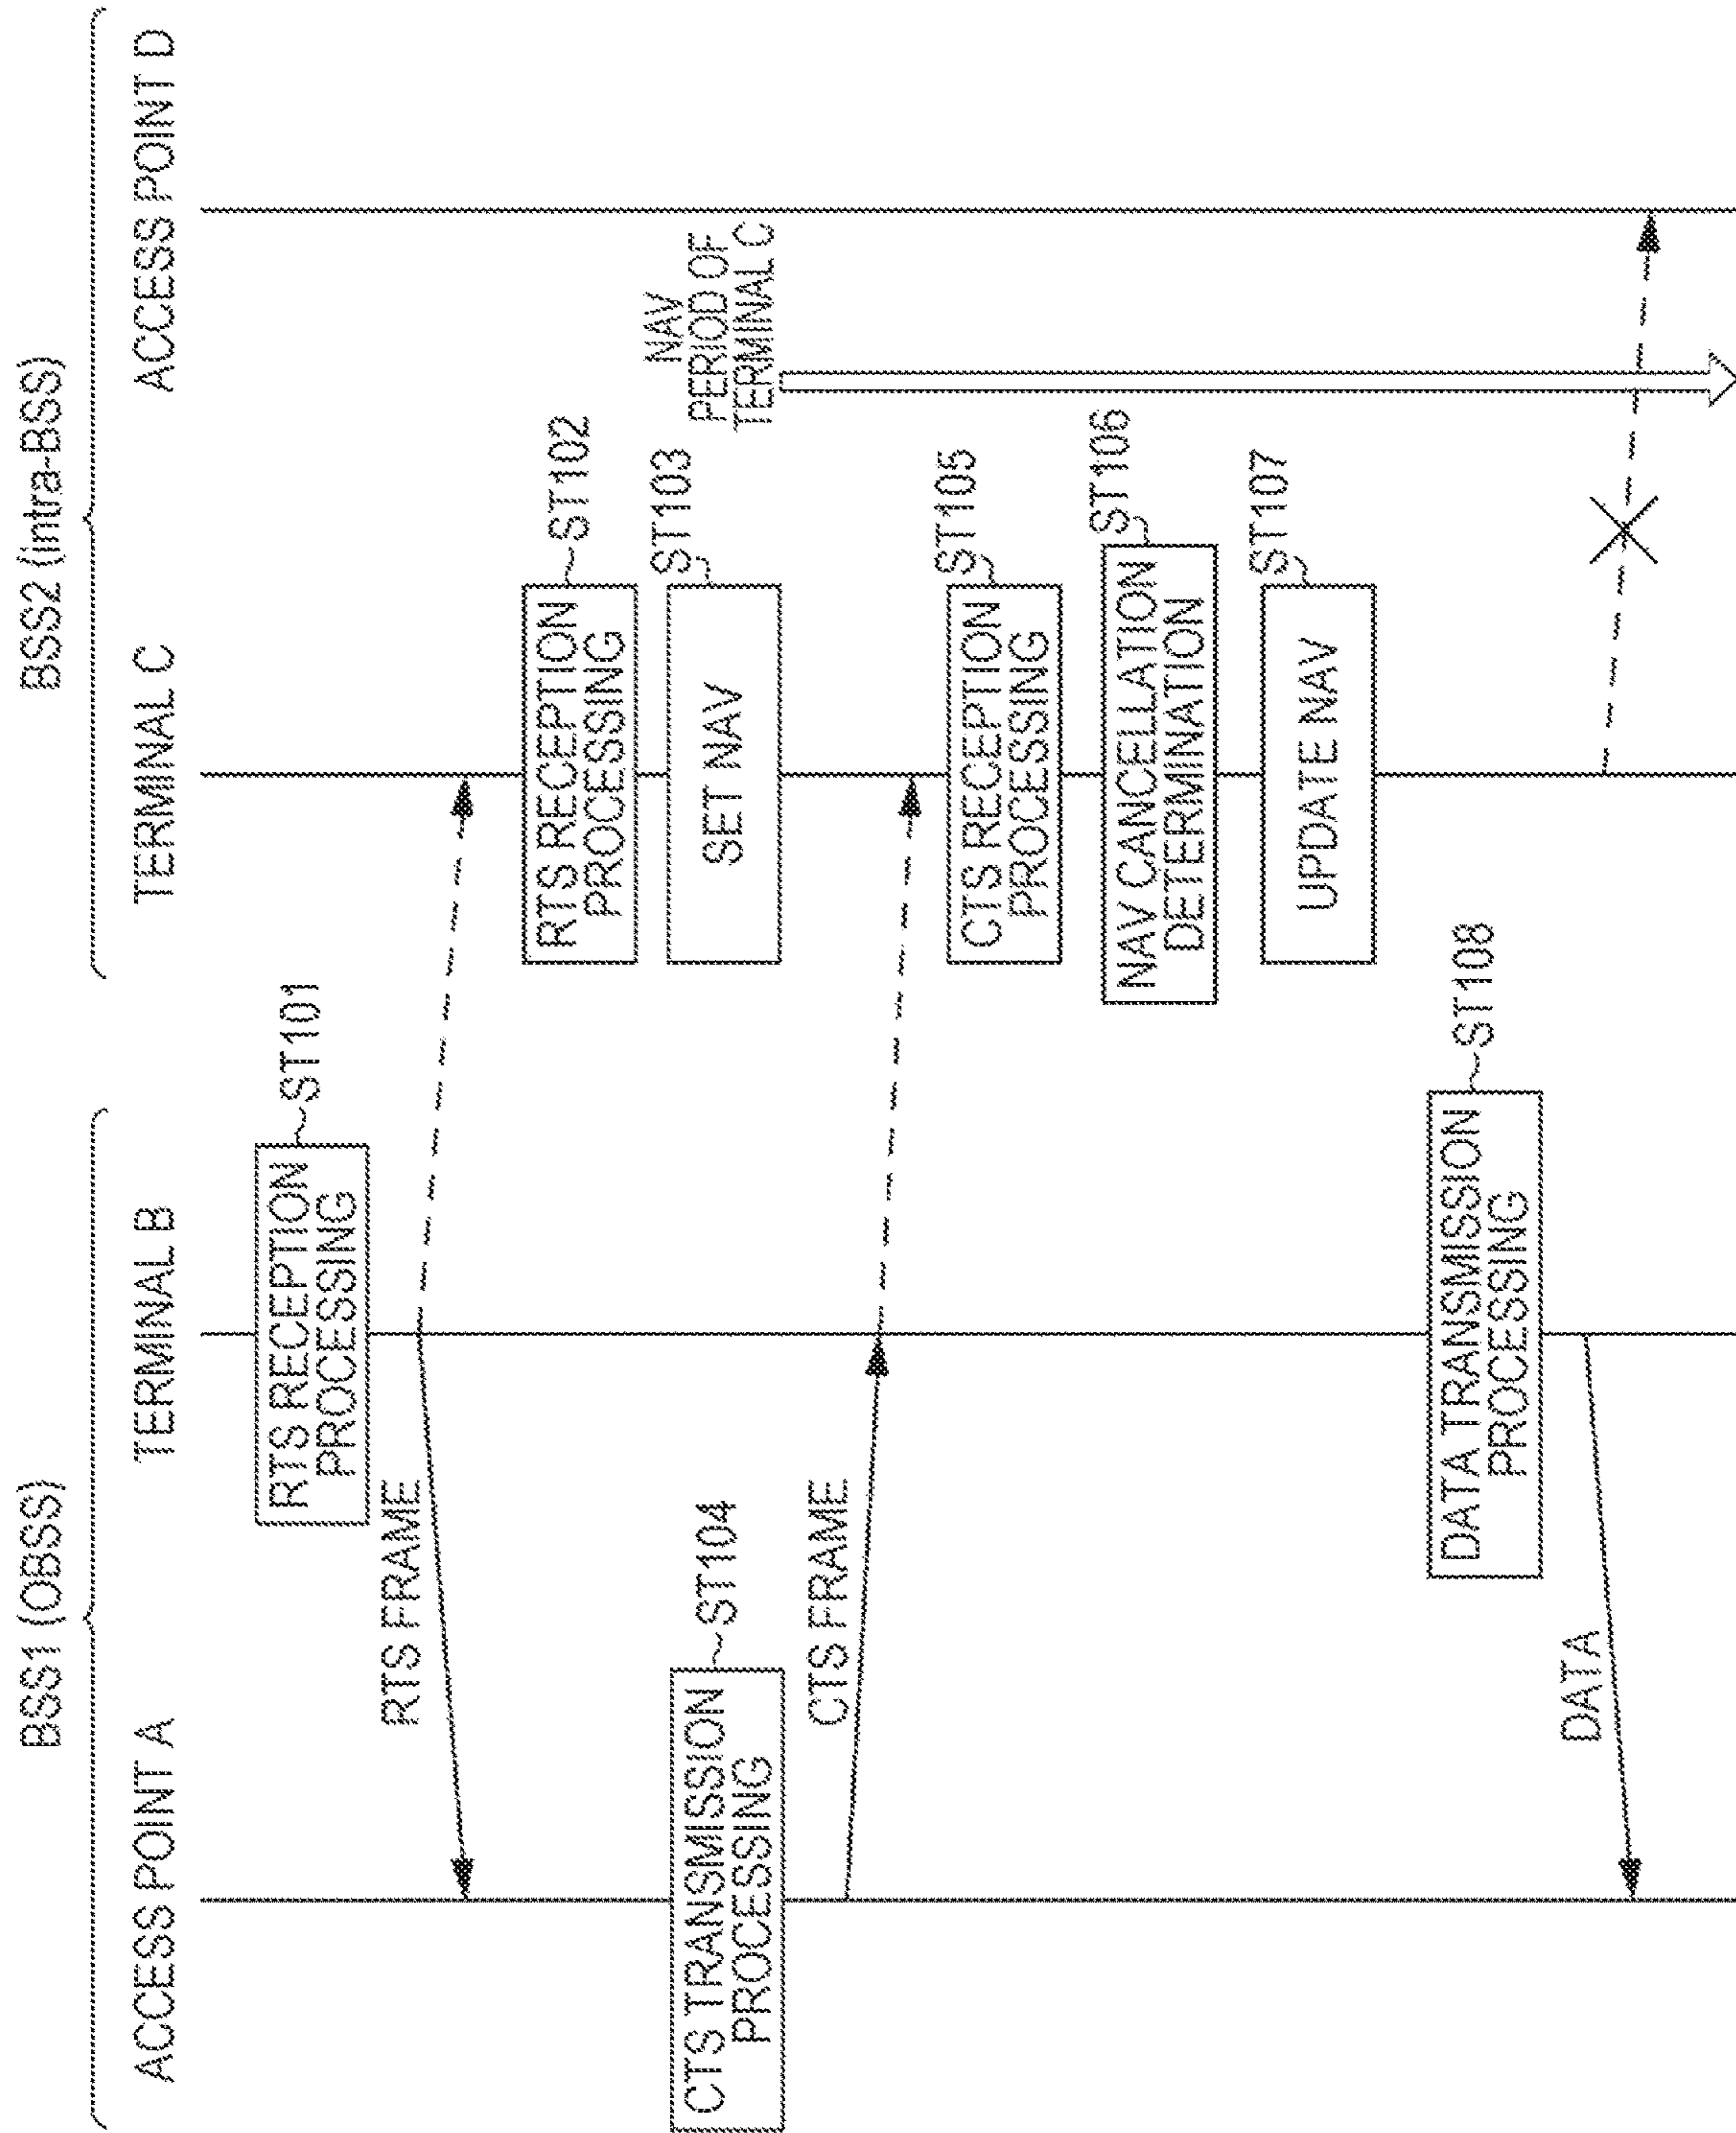 BSS1 (OBSS)
BSS2 (intra-BSS)
ACCESS POINT A
TERMINAL B
TERMINAL C
ACCESS POINT D
RTS RECEPTION
PROCESSING
ST101
RTS FRAME
RTS RECEPTION
PROCESSING
ST102
SET NAV
ST103
NAV
PERIOD OF
TERMINAL C
CTS TRANSMISSION
PROCESSING
ST104
CTS FRAME
CTS RECEPTION
PROCESSING
ST105
NAV CANCELLATION
DETERMINATION
ST106
UPDATE NAV
ST107
DATA TRANSMISSION
PROCESSING
ST108
DATA